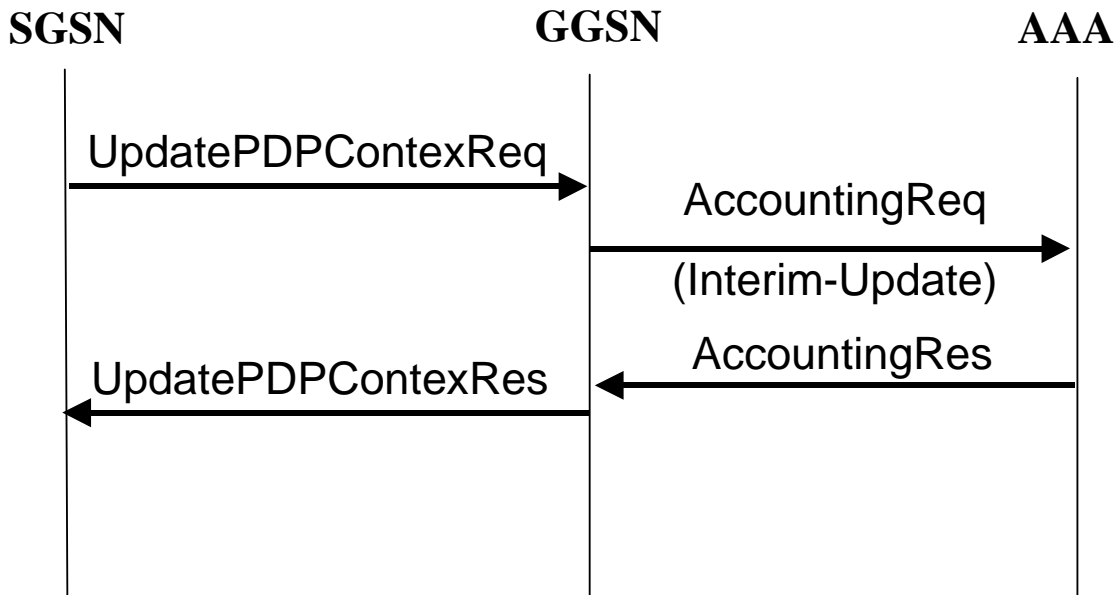 SGSN GGSN AAA
UpdatePDPContexReq
AccountingReq
(Interim-Update)
AccountingRes
UpdatePDPContexRes